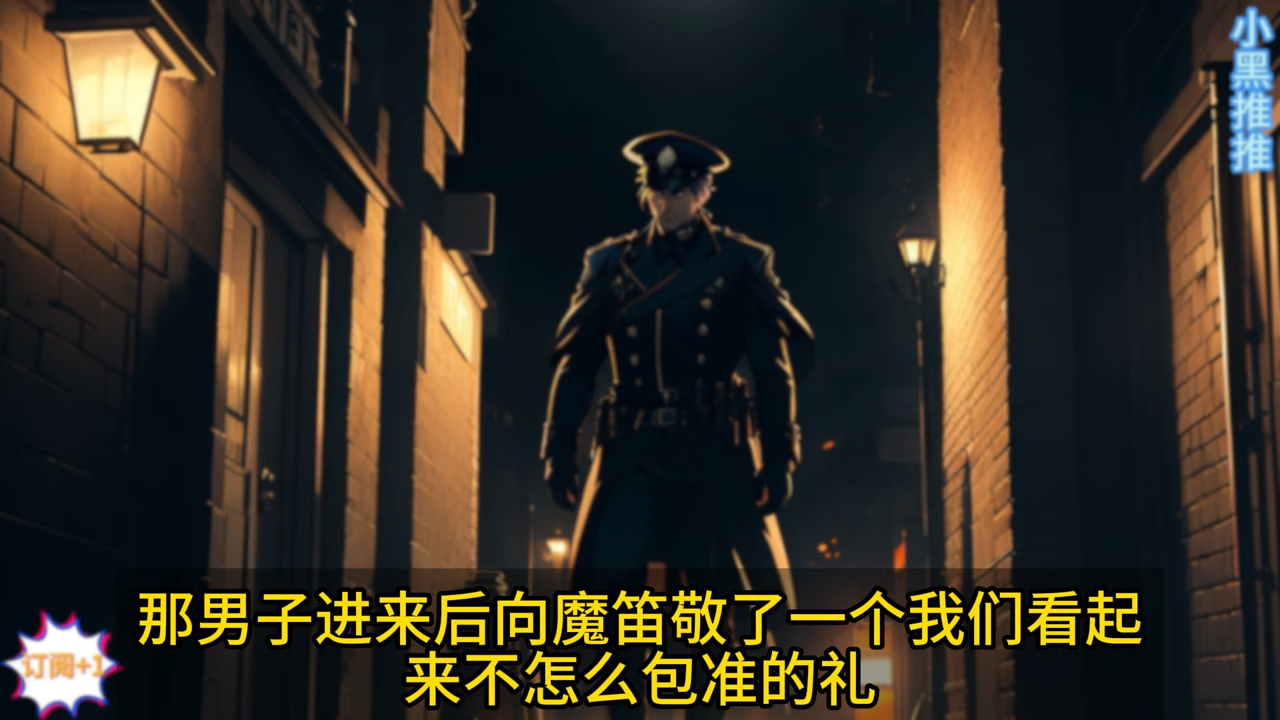 小黑推推
订阅+1
那男子进来后向魔笛敬了一个我们看起
来不怎么包准的礼